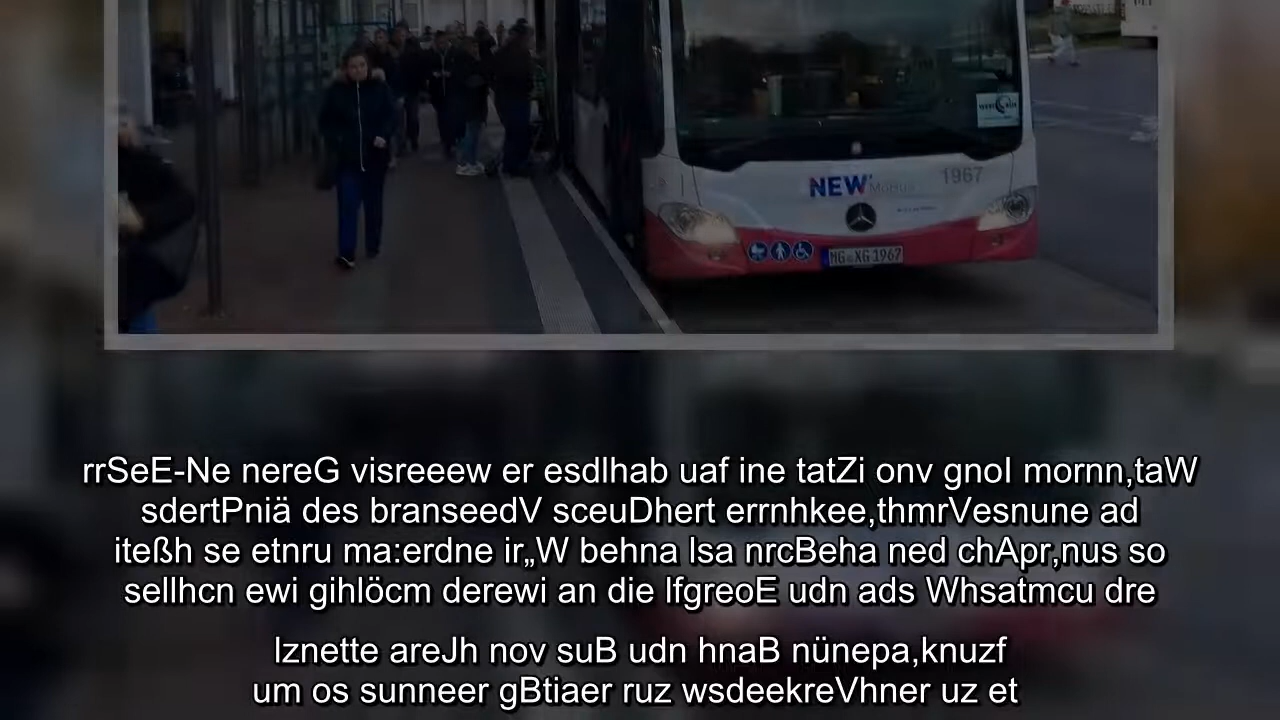 NEW' MoBus 1967
MG XG 1967
rrSeE-Ne nereG visreeew er esdlhab uaf ine tatZi onv gnol mornn,taW
sdertPniä des branseedV sceuDhert errnhkee,thmrVesnune ad
iteßh se etnru ma:erdne ir„W behna lsa nrcBeha ned chApr,nus so
sellhcn ewi gihlöcm derewi an die lfgreoE udn ads Whsatmcu dre
lznette areJh nov suB udn hnaB nünepa,knuzf
um os sunneer gBtiaer ruz wsdeekreVhner uz et